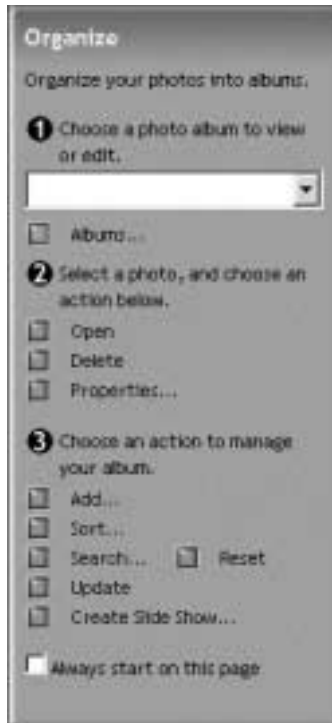 Organize
Organize your photos into albums.
1 Choose a photo album to view
or edit.
Albums...
2 Select a photo, and choose an
action below.
Open
Delete
Properties...
3 Choose an action to manage
your album.
Add...
Sort...
Search... Reset
Update
Create Slide Show...
Always start on this page